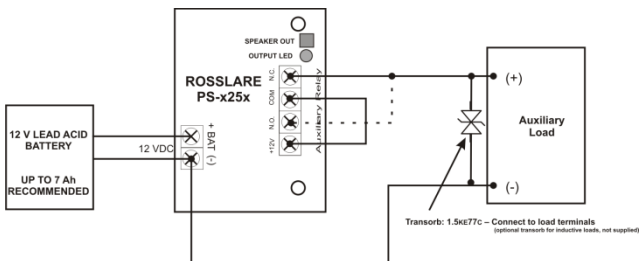 SPEAKER OUT
OUTPUT LED
ROSSLARE
PS-x25x
N.C.
COM
N.O.
+12V
Auxiliary Relay
+ BAT (-)
12 V LEAD ACID
BATTERY
UP TO 7 Ah
RECOMMENDED
12 VDC
(+)
Auxiliary
Load
(-)
Transorb: 1.5KE77C – Connect to load terminals
(optional transorb for inductive loads, not supplied)